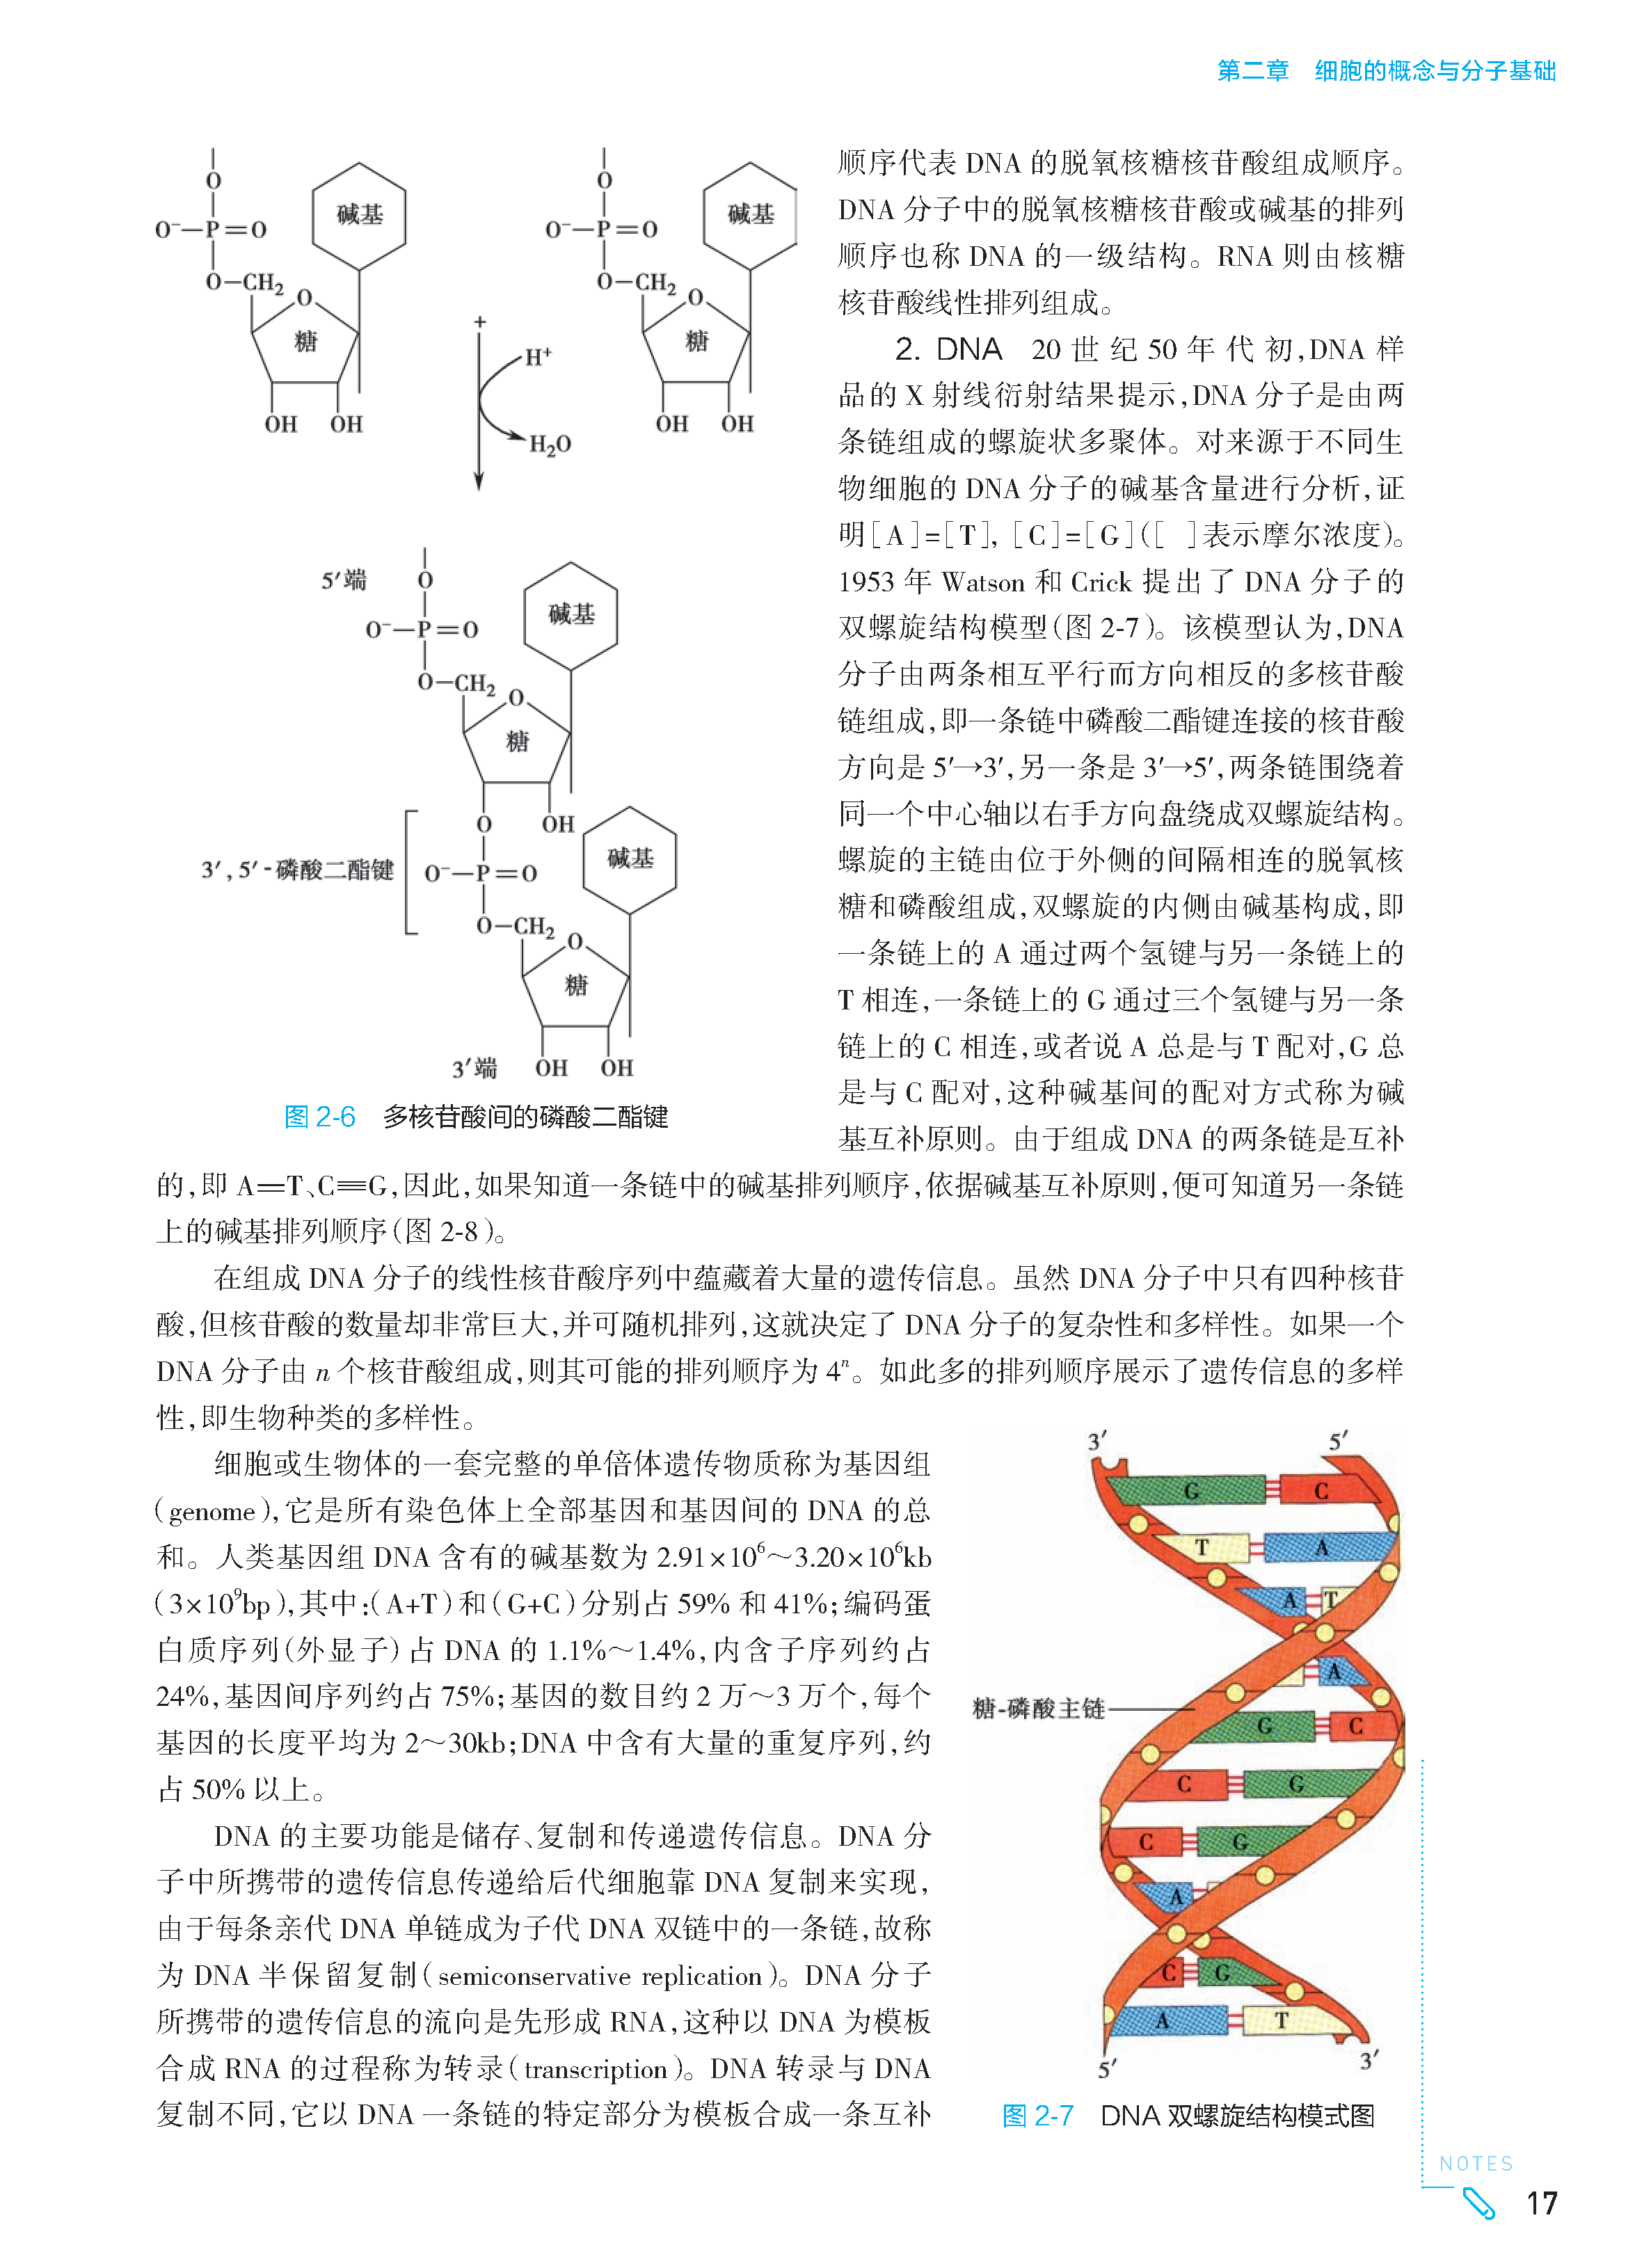 第二章 细胞的概念与分子基础
O
O⁻—P=O
O—CH₂
O
碱基
糖
OH OH
O
O⁻—P=O
O—CH₂
O
碱基
糖
OH OH
+
H⁺
H₂O
5′端
O
O⁻—P=O
O—CH₂
O
碱基
糖
O OH
3′,5′-磷酸二酯键
O⁻—P=O
O—CH₂
O
碱基
糖
3′端 OH OH
图 2-6 多核苷酸间的磷酸二酯键
顺序代表 DNA 的脱氧核糖核苷酸组成顺序。
DNA 分子中的脱氧核糖核苷酸或碱基的排列
顺序也称 DNA 的一级结构。RNA 则由核糖
核苷酸线性排列组成。
2. DNA 20 世纪 50 年代初,DNA 样
品的 X 射线衍射结果提示,DNA 分子是由两
条链组成的螺旋状多聚体。对来源于不同生
物细胞的 DNA 分子的碱基含量进行分析,证
明[A]=[T], [C]=[G]([ ]表示摩尔浓度)。
1953 年 Watson 和 Crick 提出了 DNA 分子的
双螺旋结构模型(图 2-7)。该模型认为,DNA
分子由两条相互平行而方向相反的多核苷酸
链组成,即一条链中磷酸二酯键连接的核苷酸
方向是 5′→3′,另一条是 3′→5′,两条链围绕着
同一个中心轴以右手方向盘绕成双螺旋结构。
螺旋的主链由位于外侧的间隔相连的脱氧核
糖和磷酸组成,双螺旋的内侧由碱基构成,即
一条链上的 A 通过两个氢键与另一条链上的
T 相连,一条链上的 G 通过三个氢键与另一条
链上的 C 相连,或者说 A 总是与 T 配对,G 总
是与 C 配对,这种碱基间的配对方式称为碱
基互补原则。由于组成 DNA 的两条链是互补
的,即 A=T、C≡G,因此,如果知道一条链中的碱基排列顺序,依据碱基互补原则,便可知道另一条链
上的碱基排列顺序(图 2-8)。
在组成 DNA 分子的线性核苷酸序列中蕴藏着大量的遗传信息。虽然 DNA 分子中只有四种核苷
酸,但核苷酸的数量却非常巨大,并可随机排列,这就决定了 DNA 分子的复杂性和多样性。如果一个
DNA 分子由 n 个核苷酸组成,则其可能的排列顺序为 4ⁿ。如此多的排列顺序展示了遗传信息的多样
性,即生物种类的多样性。
细胞或生物体的一套完整的单倍体遗传物质称为基因组
(genome),它是所有染色体上全部基因和基因间的 DNA 的总
和。人类基因组 DNA 含有的碱基数为 2.91×10⁶～3.20×10⁶kb
(3×10⁹bp),其中:(A+T)和(G+C)分别占 59% 和 41%;编码蛋
白质序列(外显子)占 DNA 的 1.1%～1.4%,内含子序列约占
24%,基因间序列约占 75%;基因的数目约 2 万～3 万个,每个
基因的长度平均为 2～30kb;DNA 中含有大量的重复序列,约
占 50% 以上。
DNA 的主要功能是储存、复制和传递遗传信息。DNA 分
子中所携带的遗传信息传递给后代细胞靠 DNA 复制来实现,
由于每条亲代 DNA 单链成为子代 DNA 双链中的一条链,故称
为 DNA 半保留复制(semiconservative replication)。DNA 分子
所携带的遗传信息的流向是先形成 RNA,这种以 DNA 为模板
合成 RNA 的过程称为转录(transcription)。DNA 转录与 DNA
复制不同,它以 DNA 一条链的特定部分为模板合成一条互补
3′ 5′
G C
T A
A T
A
糖-磷酸主链
G C
C G
C G
A
C G
A T
5′ 3′
图 2-7 DNA 双螺旋结构模式图
NOTES
17